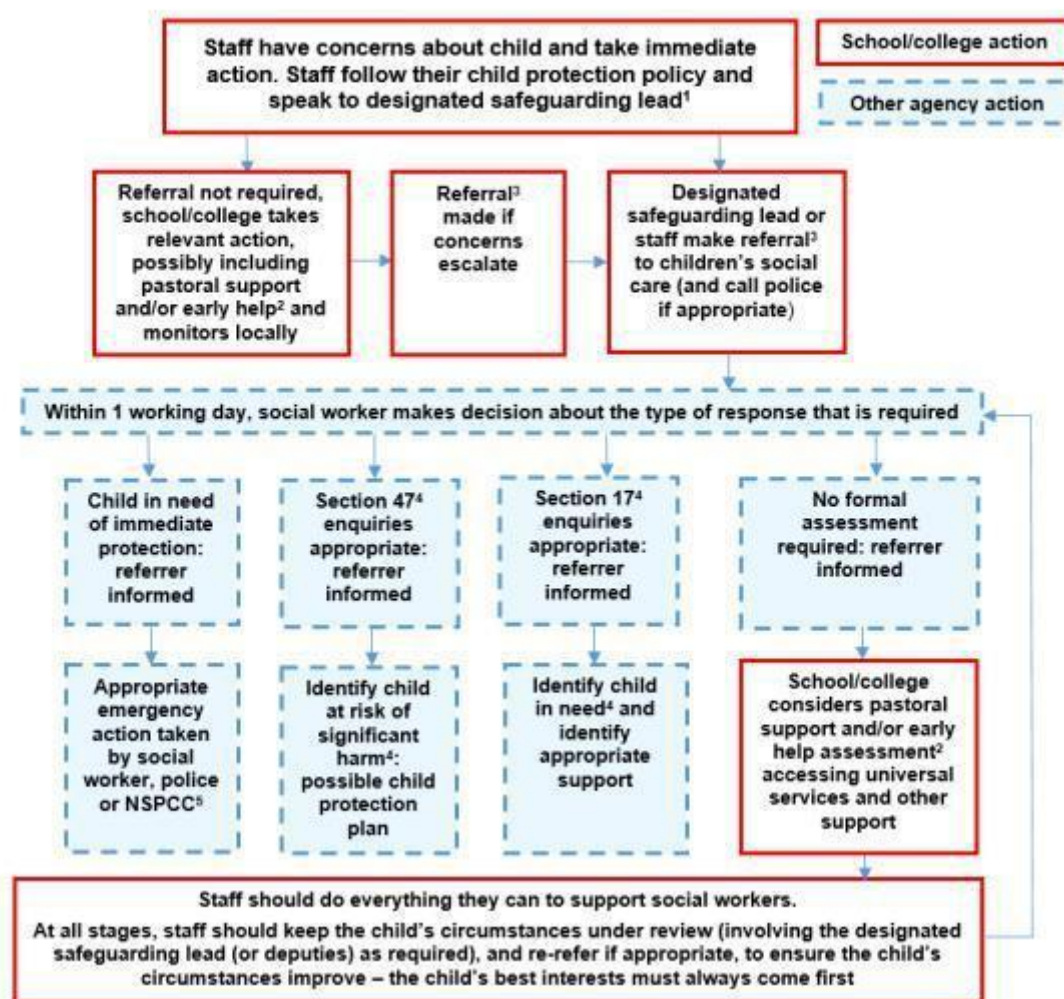 Staff have concerns about child and take immediate
action. Staff follow their child protection policy and
speak to designated safeguarding lead¹
School/college action
Other agency action
Referral not required,
school/college takes
relevant action,
possibly including
pastoral support
and/or early help² and
monitors locally
Referral³
made if
concerns
escalate
Designated
safeguarding lead or
staff make referral³
to children's social
care (and call police
if appropriate)
Within 1 working day, social worker makes decision about the type of response that is required
Child in need
of immediate
protection:
referrer
informed
Section 47⁴
enquiries
appropriate:
referrer
informed
Section 17⁴
enquiries
appropriate:
referrer
informed
No formal
assessment
required: referrer
informed
Appropriate
emergency
action taken
by social
worker, police
or NSPCC⁵
Identify child
at risk of
significant
harm⁴:
possible child
protection
plan
Identify child
in need⁴ and
identify
appropriate
support
School/college
considers pastoral
support and/or early
help assessment²
accessing universal
services and other
support
Staff should do everything they can to support social workers.
At all stages, staff should keep the child's circumstances under review (involving the designated
safeguarding lead (or deputies) as required), and re-refer if appropriate, to ensure the child's
circumstances improve – the child's best interests must always come first